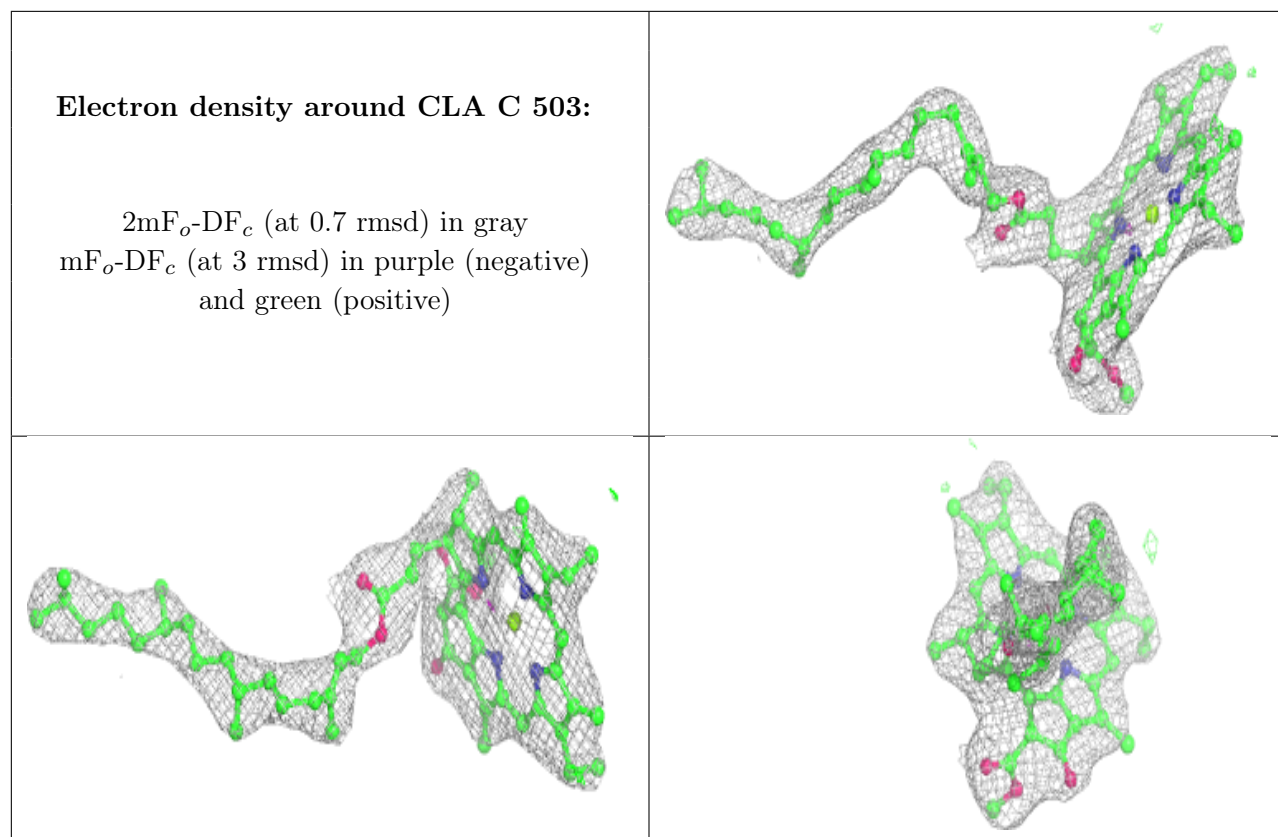 Electron density around CLA C 503:
2mFo-DFc (at 0.7 rmsd) in gray
mFo-DFc (at 3 rmsd) in purple (negative)
and green (positive)